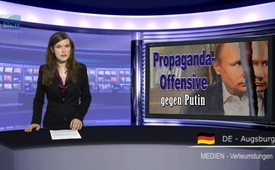 Propaganda-
Offensive
gegen Putin
DE - Augsburg
MEDIEN - Verleumdungen